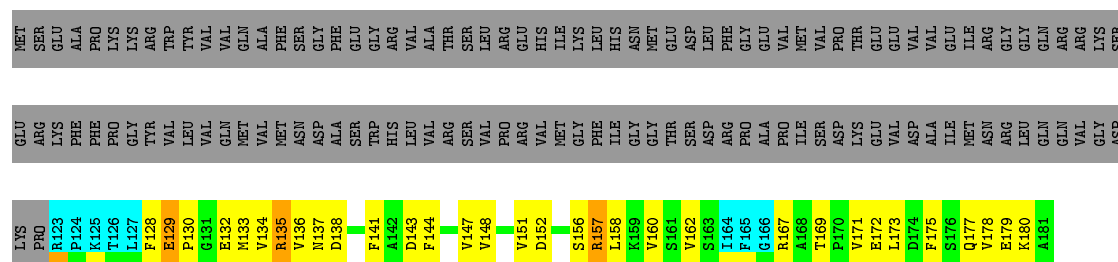 MET SER GLU ALA PRO LYS LYS ARG TRP TYR VAL VAL GLN ALA PHE SER GLY PHE GLU GLY ARG VAL ALA THR SER LEU ARG GLU HIS ILE LYS LEU HIS ASN MET GLU ASP LEU PHE GLY GLU VAL MET VAL PRO THR GLU GLU VAL VAL GLU ILE ARG GLY GLY GLN ARG ARG LYS SER
GLU ARG LYS PHE PHE PRO GLY TYR VAL LEU VAL GLN MET VAL MET ASN ASP ALA SER TRP HIS LEU VAL ARG SER VAL PRO ARG VAL MET GLY PHE ILE GLY GLY THR SER ASP ARG PRO ALA PRO ILE SER ASP LYS GLU VAL ASP ALA ILE MET ASN ARG LEU GLN GLN VAL GLY ASP
LYS PRO R123 P124 K125 T126 L127 F128 E129 P130 G131 E132 M133 V134 R135 V136 N137 D138 F141 A142 D143 F144 V147 V148 V151 D152 S156 R157 L158 K159 V160 S161 V162 S163 I164 F165 G166 R167 A168 T169 P170 V171 E172 L173 D174 F175 S176 Q177 V178 E179 K180 A181